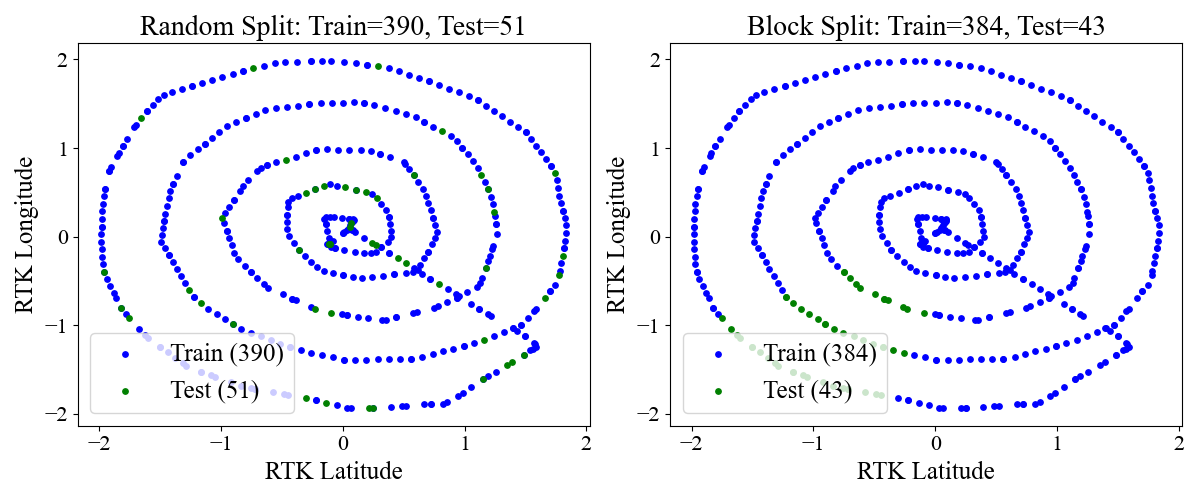 Random Split: Train=390, Test=51
2
1
0
−1
−2
RTK Longitude
Train (390)
Test (51)
−2
−1
0
1
2
RTK Latitude
Block Split: Train=384, Test=43
2
1
0
−1
−2
RTK Longitude
Train (384)
Test (43)
−2
−1
0
1
2
RTK Latitude